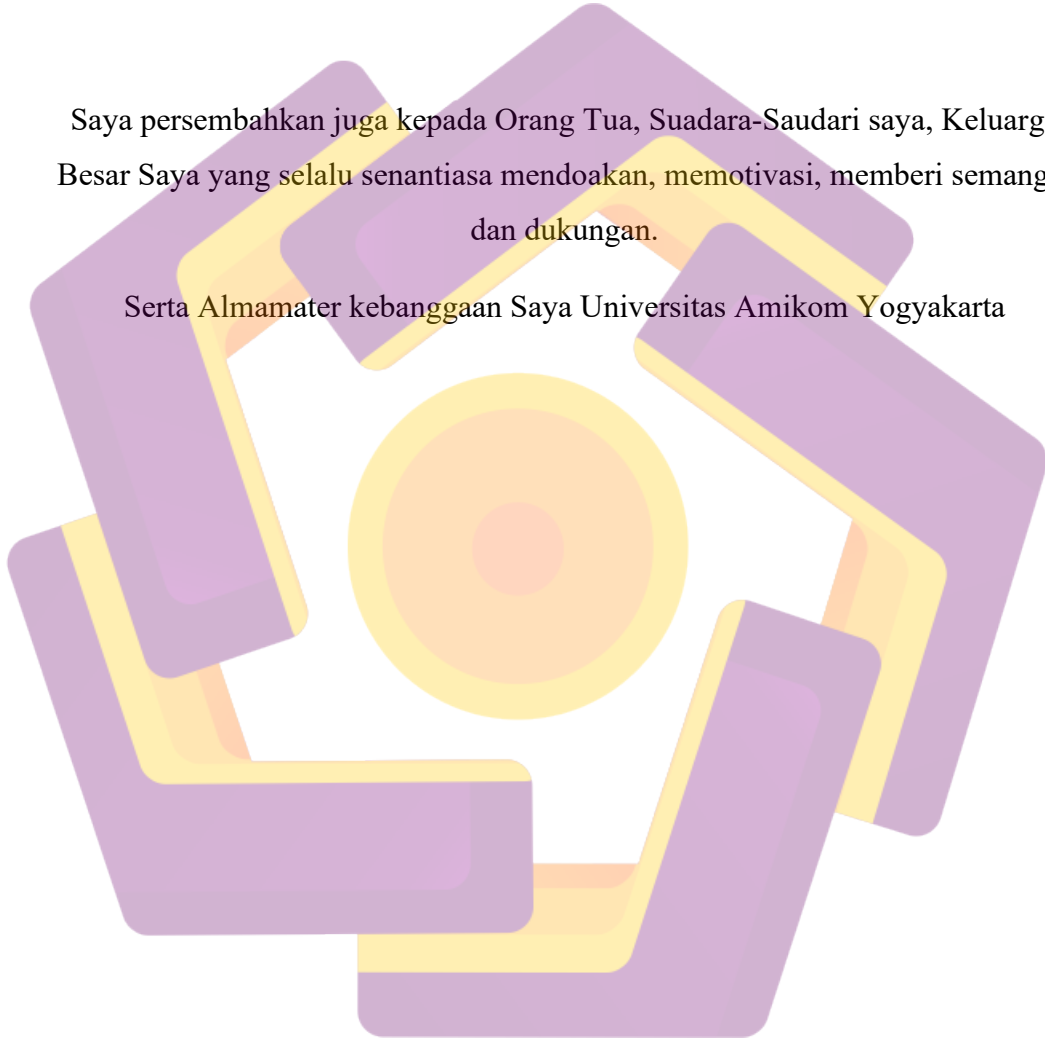 Saya persembahkan juga kepada Orang Tua, Suadara-Saudari saya, Keluarg
Besar Saya yang selalu senantiasa mendoakan, memotivasi, memberi semang
dan dukungan.
Serta Almamater kebanggaan Saya Universitas Amikom Yogyakarta